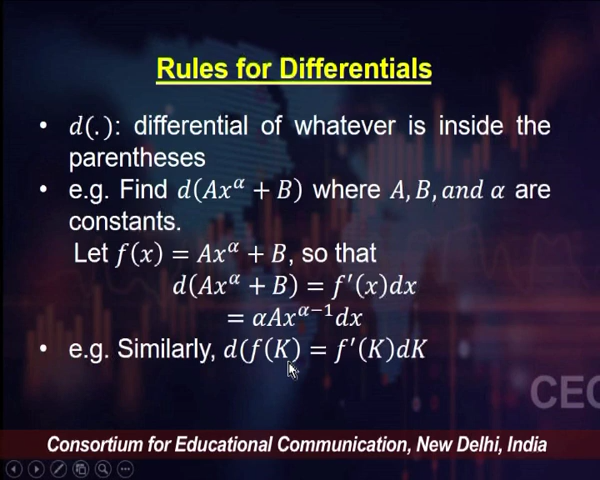 Rules for Differentials
• d(.): differential of whatever is inside the
parentheses
• e.g. Find d(Ax^α + B) where A, B, and α are
constants.
Let f(x) = Ax^α + B, so that
d(Ax^α + B) = f′(x)dx
= αAx^(α−1)dx
• e.g. Similarly, d(f(K) = f′(K)dK
CEC
Consortium for Educational Communication, New Delhi, India